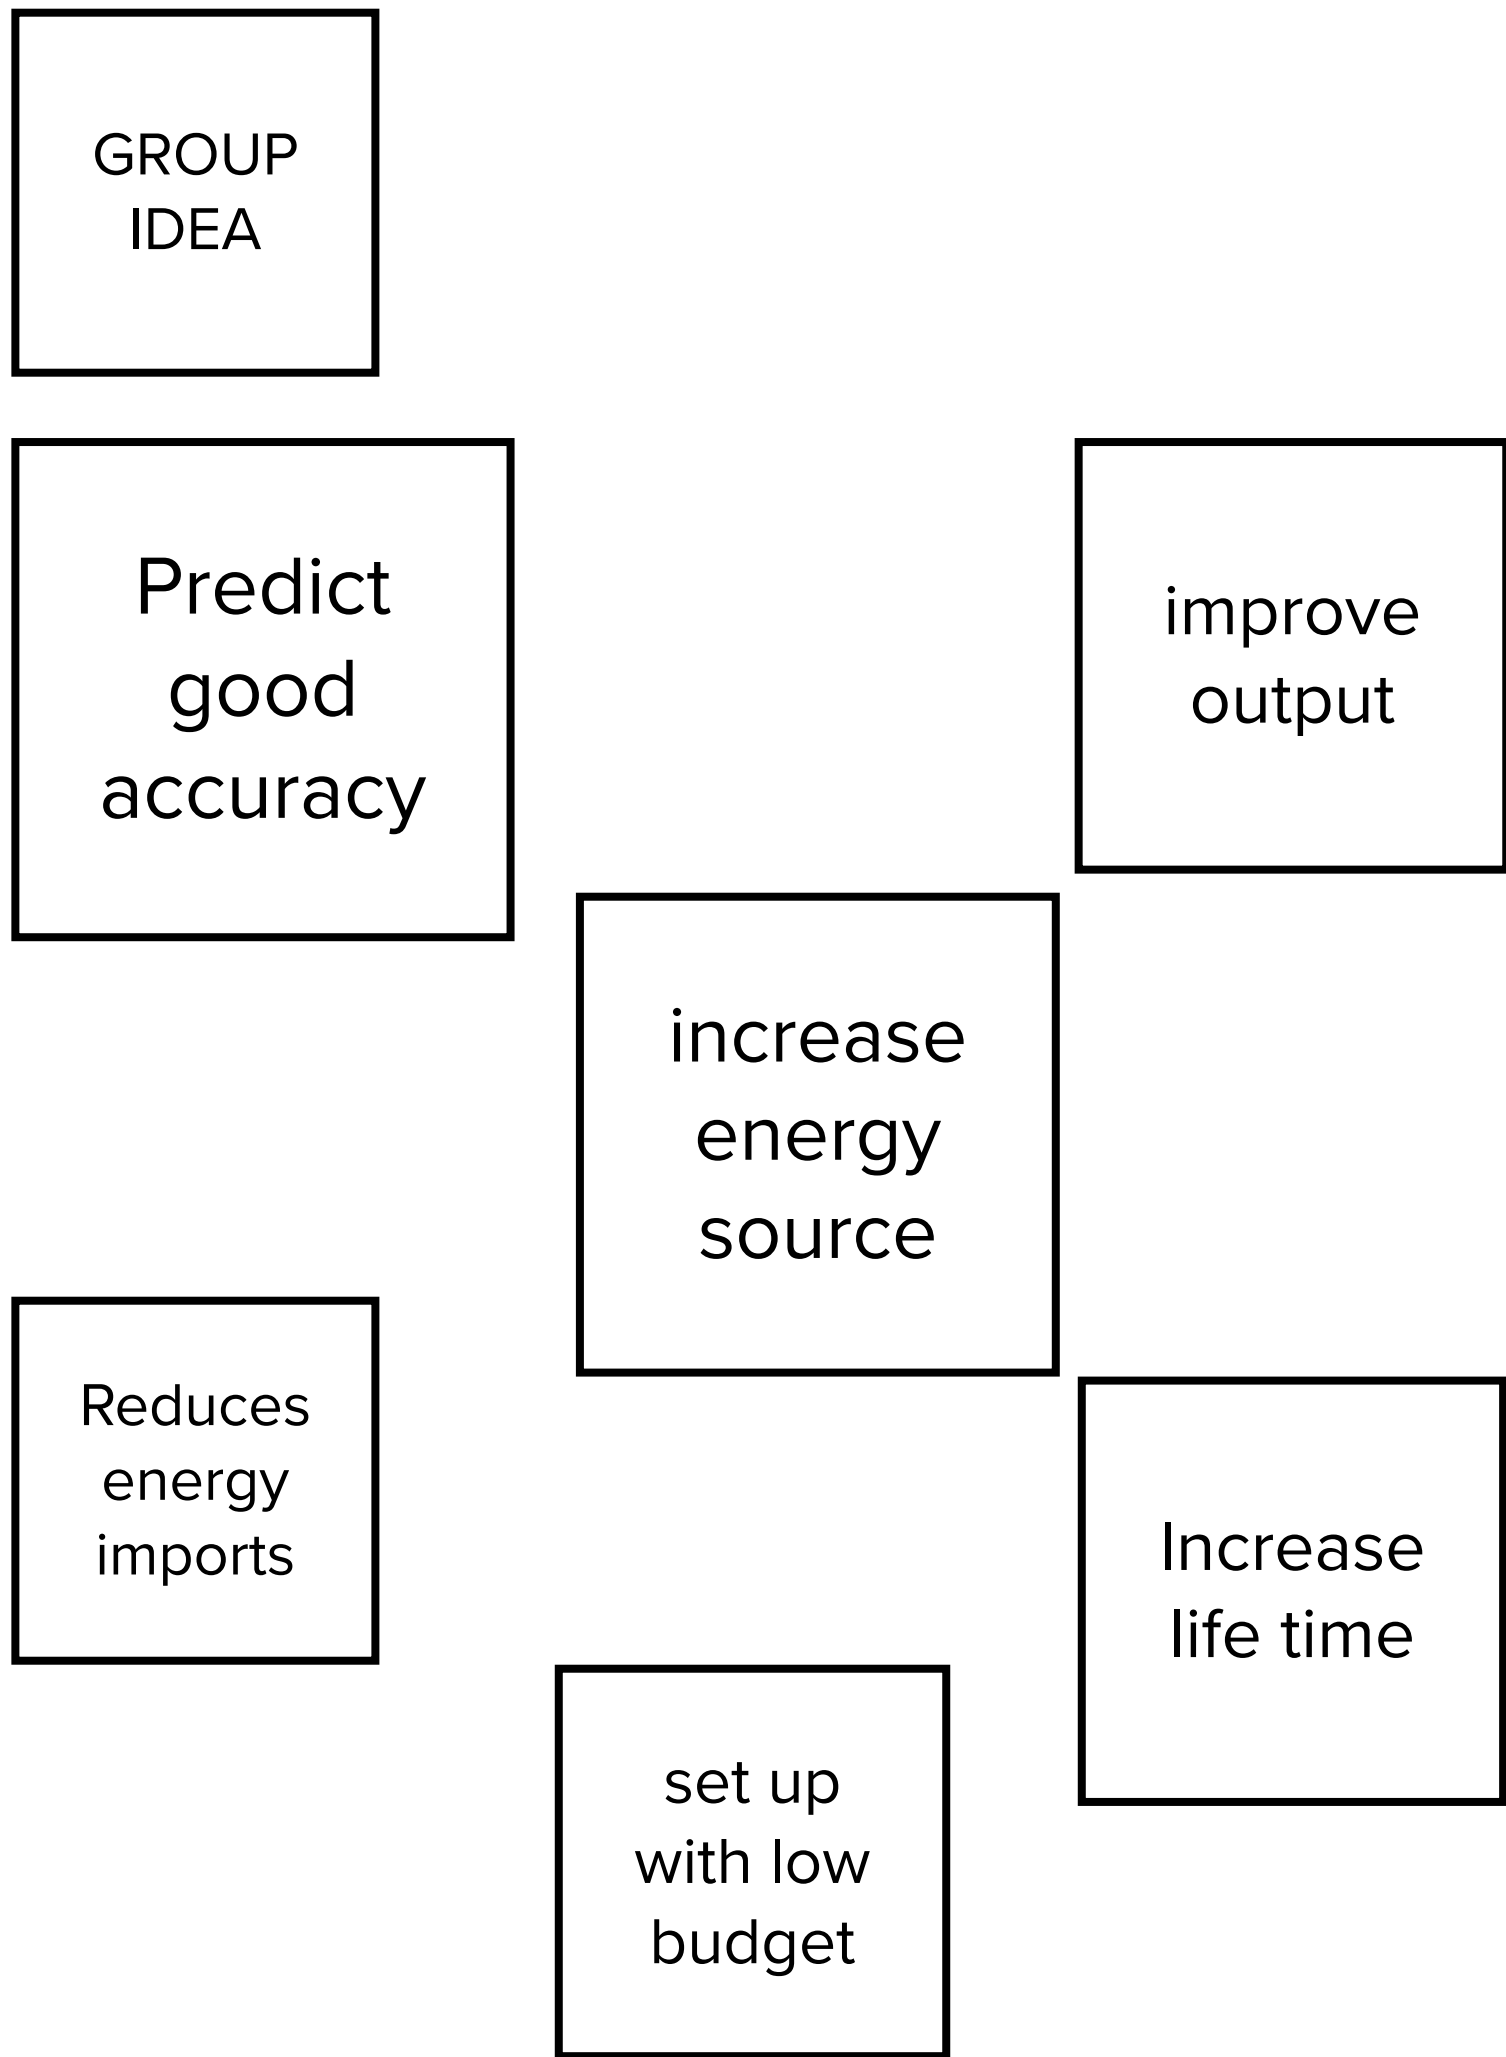 GROUP
IDEA
Predict
good
accuracy
improve
output
increase
energy
source
Reduces
energy
imports
Increase
life time
set up
with low
budget